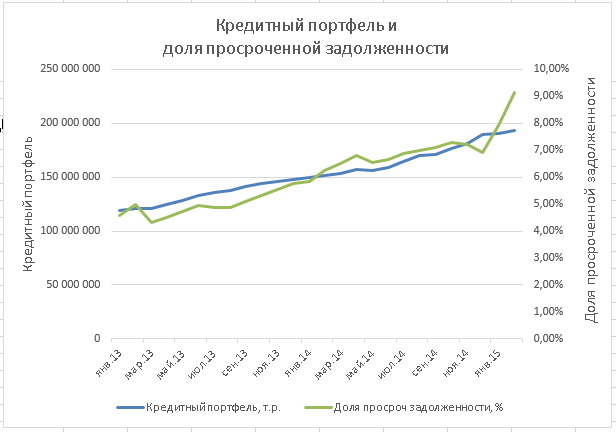 Кредитный портфель и
доля просроченной задолженности
250 000 000
200 000 000
150 000 000
100 000 000
50 000 000
0
Кредитный портфель
10,00%
9,00%
8,00%
7,00%
6,00%
5,00%
4,00%
3,00%
2,00%
1,00%
0,00%
Доля просроченной задолженности
янв.13
мар.13
май.13
июл.13
сен.13
ноя.13
янв.14
мар.14
май.14
июл.14
сен.14
ноя.14
янв.15
Кредитный портфель, т.р.
Доля просроч задолженности, %